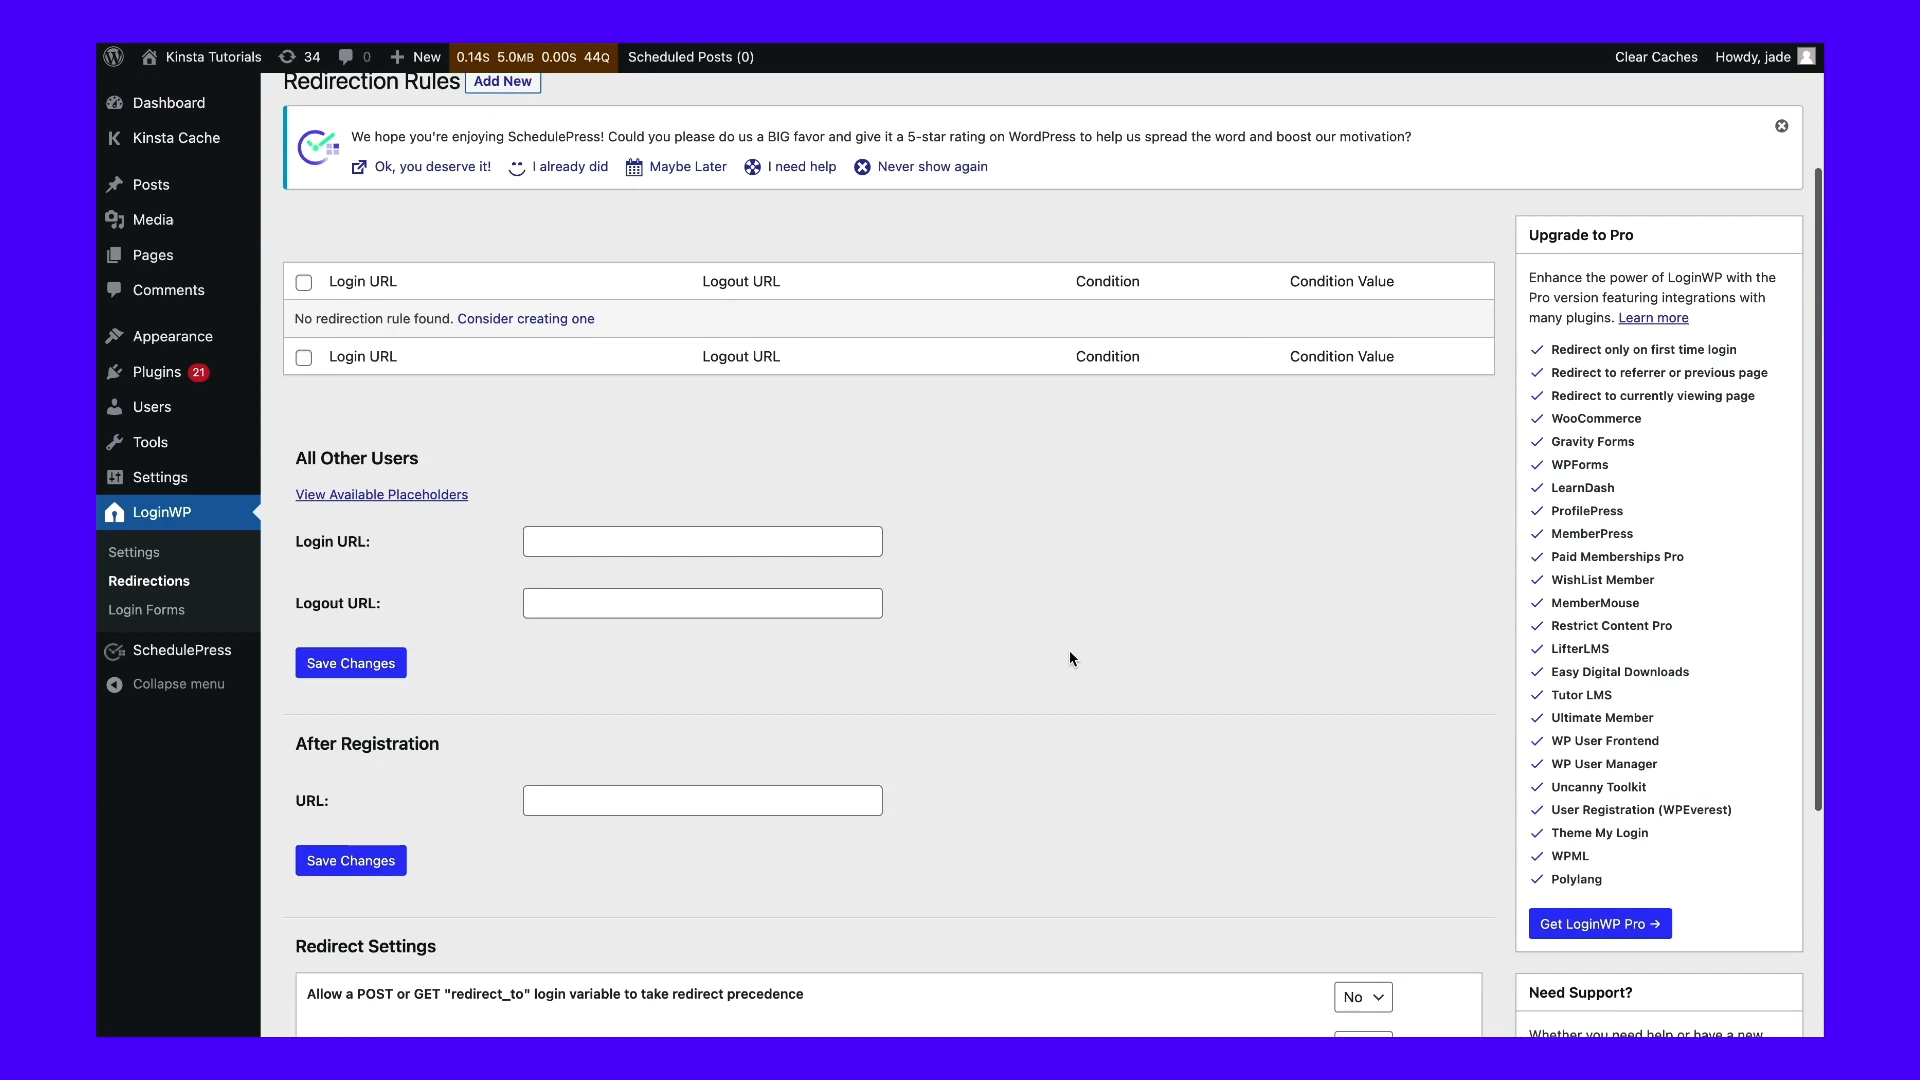 Kinsta Tutorials 34 0 New 0.14S 5.0MB 0.00S 44Q Scheduled Posts (0) Clear Caches Howdy, jade
Dashboard
Kinsta Cache
Posts
Media
Pages
Comments
Appearance
Plugins 21
Users
Tools
Settings
LoginWP
Settings
Redirections
Login Forms
SchedulePress
Collapse menu
Redirection Rules Add New
We hope you're enjoying SchedulePress! Could you please do us a BIG favor and give it a 5-star rating on WordPress to help us spread the word and boost our motivation?
Ok, you deserve it! I already did Maybe Later I need help Never show again
Login URL Logout URL Condition Condition Value
No redirection rule found. Consider creating one
Login URL Logout URL Condition Condition Value
All Other Users
View Available Placeholders
Login URL:
Logout URL:
Save Changes
After Registration
URL:
Save Changes
Redirect Settings
Allow a POST or GET "redirect_to" login variable to take redirect precedence No
Upgrade to Pro
Enhance the power of LoginWP with the
Pro version featuring integrations with
many plugins. Learn more
Redirect only on first time login
Redirect to referrer or previous page
Redirect to currently viewing page
WooCommerce
Gravity Forms
WPForms
LearnDash
ProfilePress
MemberPress
Paid Memberships Pro
WishList Member
MemberMouse
Restrict Content Pro
LifterLMS
Easy Digital Downloads
Tutor LMS
Ultimate Member
WP User Frontend
WP User Manager
Uncanny Toolkit
User Registration (WPEverest)
Theme My Login
WPML
Polylang
Get LoginWP Pro →
Need Support?
Whether you need help or have a new